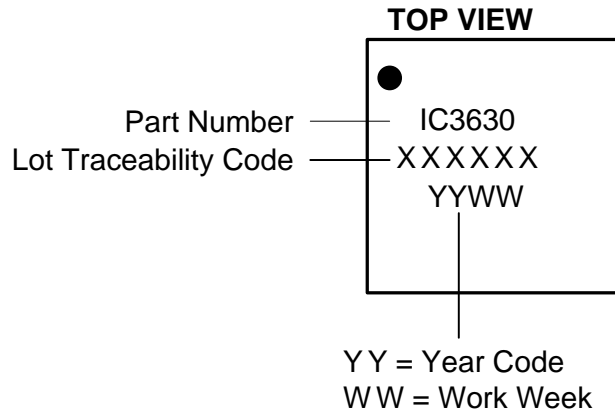 TOP VIEW
Part Number
IC3630
Lot Traceability Code
XXXXXX
YYWW
YY = Year Code
WW = Work Week